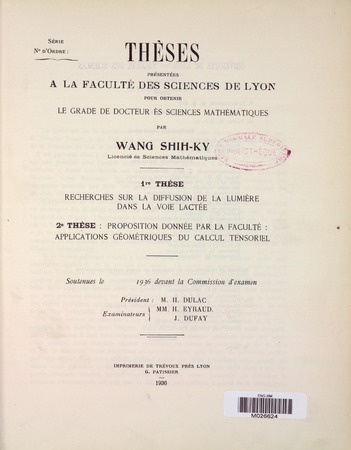 Série
N° d'Ordre:
THÈSES
PRÉSENTÉES
A LA FACULTÉ DES SCIENCES DE LYON
POUR OBTENIR
LE GRADE DE DOCTEUR ÈS SCIENCES MATHEMATIQUES
PAR
WANG SHIH-KY
Licencié ès Sciences Mathématiques
1re THÈSE
RECHERCHES SUR LA DIFFUSION DE LA LUMIÈRE
DANS LA VOIE LACTÉE
2e THÈSE : PROPOSITION DONNÉE PAR LA FACULTÉ :
APPLICATIONS GÉOMÉTRIQUES DU CALCUL TENSORIEL
Soutenues le 1936 devant la Commission d'examen
Président : M. H. DULAC
Examinateurs MM. H. EYRAUD.
J. DUFAY
IMPRIMERIE DE TRÉVOUX PRÈS LYON
G. PATISSIER
1936
M026624